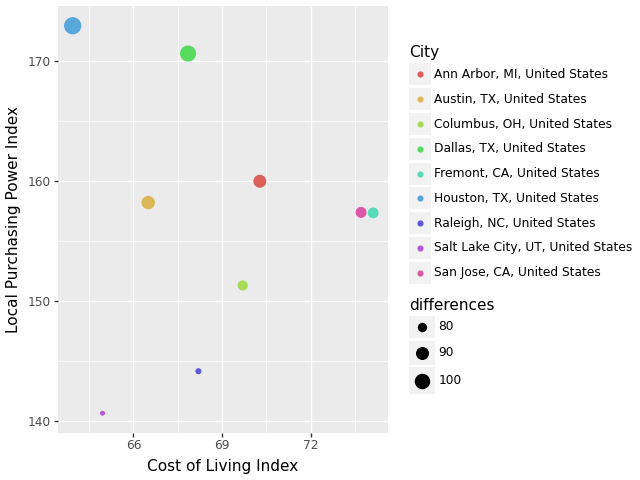 170
160
150
140
66
69
72
Cost of Living Index
Local Purchasing Power Index
City
Ann Arbor, MI, United States
Austin, TX, United States
Columbus, OH, United States
Dallas, TX, United States
Fremont, CA, United States
Houston, TX, United States
Raleigh, NC, United States
Salt Lake City, UT, United States
San Jose, CA, United States
differences
80
90
100